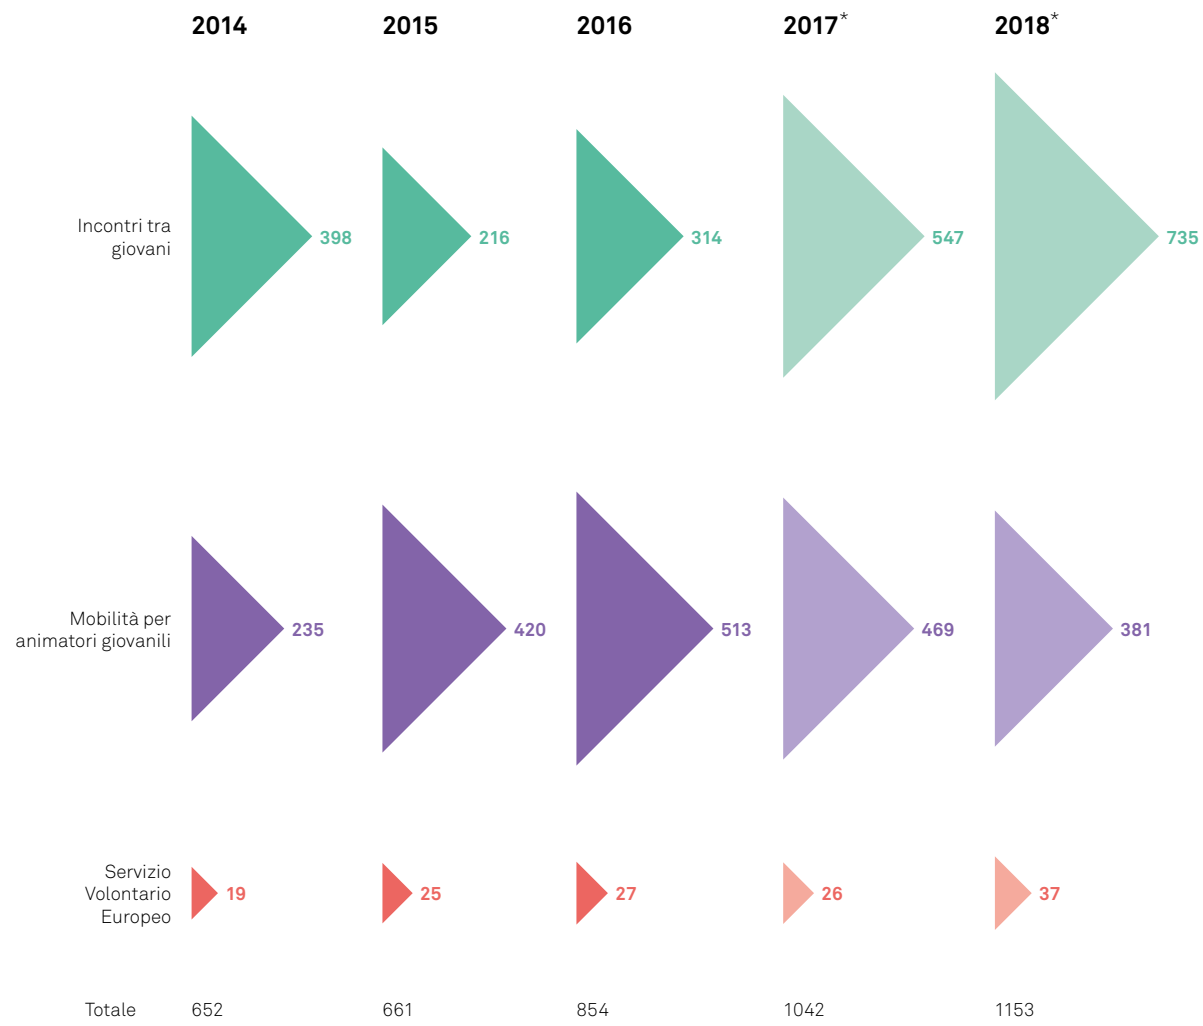 2014 2015 2016 2017* 2018*
Incontri tra
giovani
398 216 314 547 735
Mobilità per
animatori giovanili
235 420 513 469 381
Servizio
Volontario
Europeo
19 25 27 26 37
Totale 652 661 854 1042 1153